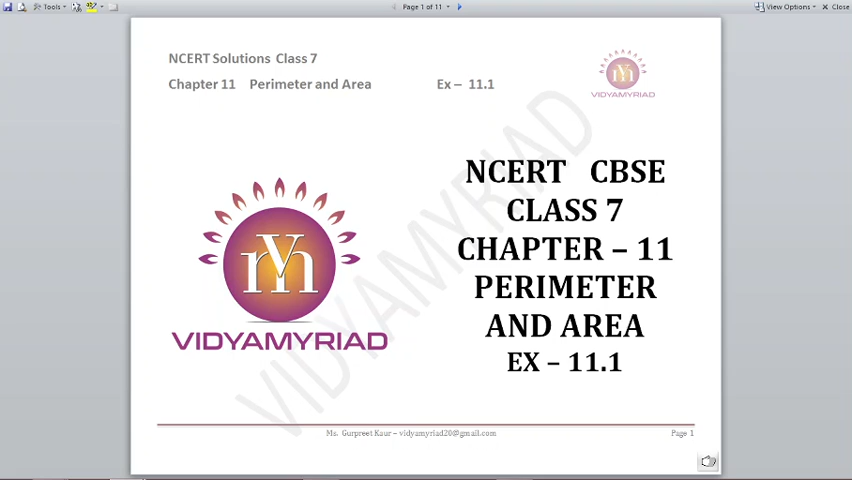 Tools
Page 1 of 11
View Options
Close
NCERT Solutions Class 7
Chapter 11 Perimeter and Area Ex – 11.1
VIDYAMYRIAD
VIDYAMYRIAD
NCERT CBSE
CLASS 7
CHAPTER – 11
PERIMETER
AND AREA
EX – 11.1
VIDYAMYRIAD
Ms. Gurpreet Kaur – vidyamyriad20@gmail.com
Page 1